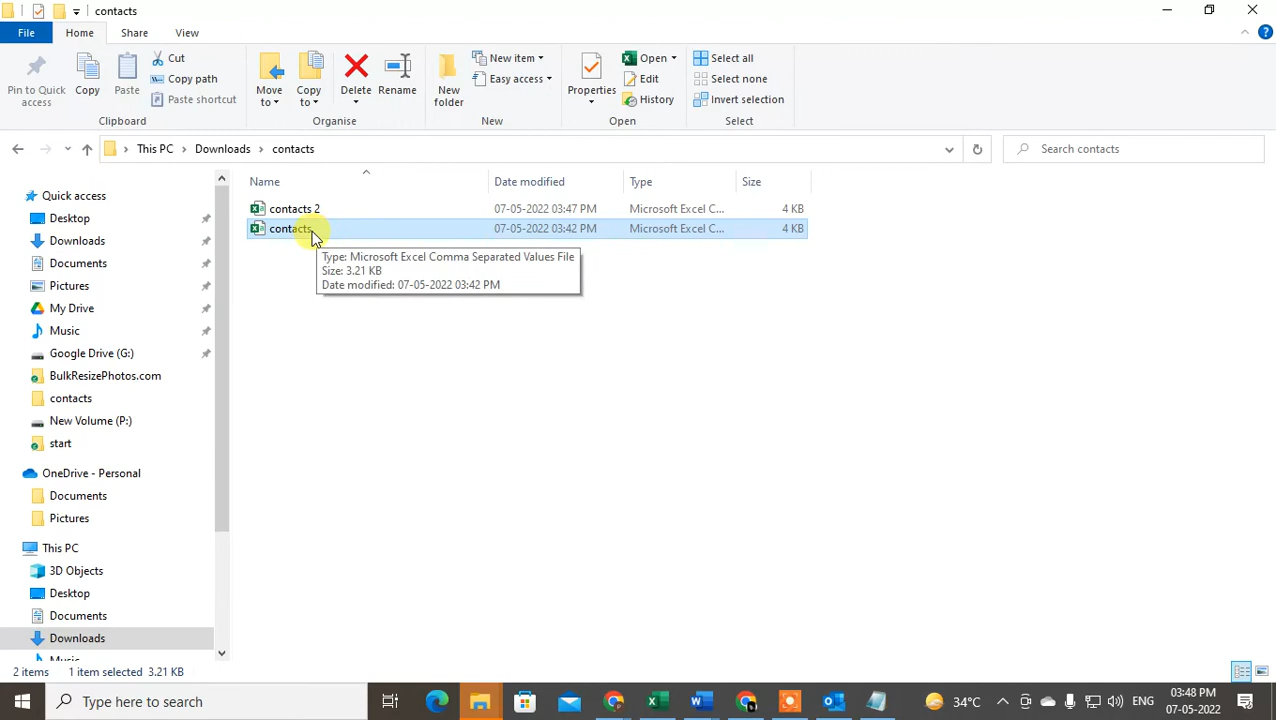 contacts
File Home Share View
Pin to Quick access
Copy
Paste
Cut
Copy path
Paste shortcut
Clipboard
Move to
Copy to
Delete
Rename
Organise
New folder
New item
Easy access
New
Properties
Open
Edit
History
Open
Select all
Select none
Invert selection
Select
This PC > Downloads > contacts
Search contacts
Name Date modified Type Size
contacts 2 07-05-2022 03:47 PM Microsoft Excel C... 4 KB
contacts 07-05-2022 03:42 PM Microsoft Excel C... 4 KB
Type: Microsoft Excel Comma Separated Values File
Size: 3.21 KB
Date modified: 07-05-2022 03:42 PM
Quick access
Desktop
Downloads
Documents
Pictures
My Drive
Music
Google Drive (G:)
BulkResizePhotos.com
contacts
New Volume (P:)
start
OneDrive - Personal
Documents
Pictures
This PC
3D Objects
Desktop
Documents
Downloads
Music
2 items 1 item selected 3.21 KB
Type here to search
34°C
ENG
03:48 PM
07-05-2022